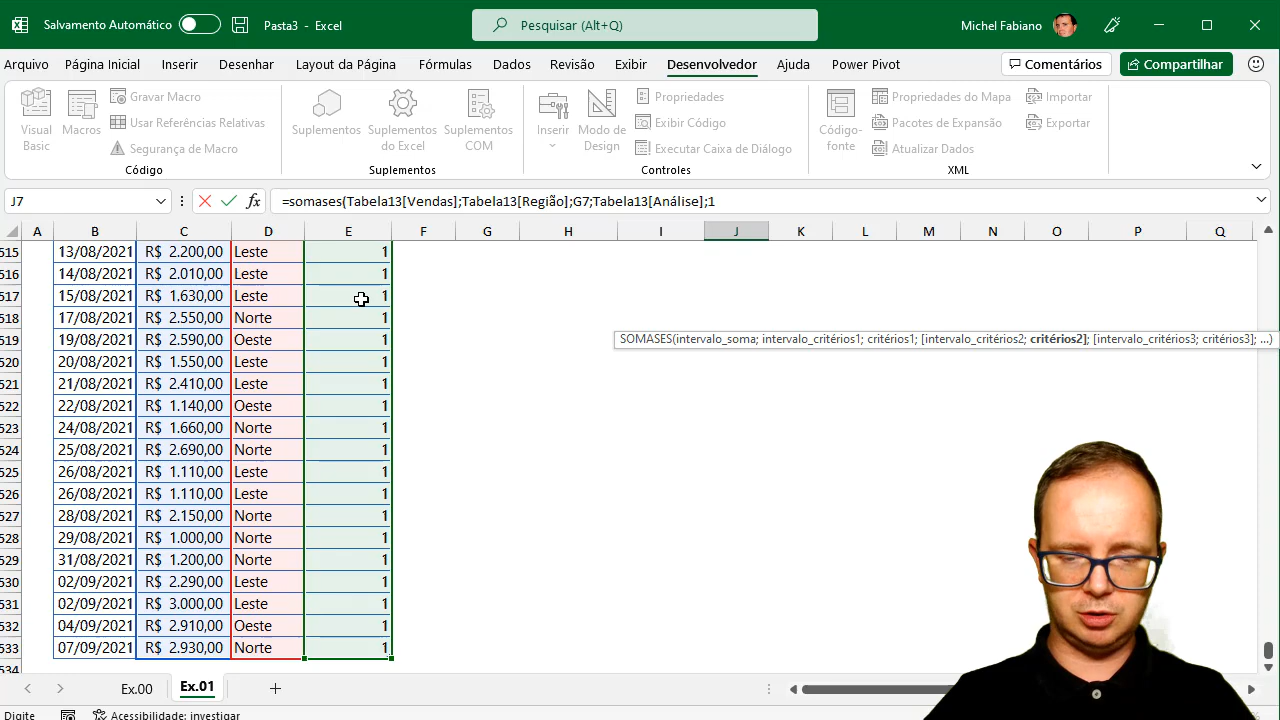 Salvamento Automático Pasta3 - Excel Pesquisar (Alt+Q) Michel Fabiano
Arquivo Página Inicial Inserir Desenhar Layout da Página Fórmulas Dados Revisão Exibir Desenvolvedor Ajuda Power Pivot Comentários Compartilhar
Visual Basic
Macros
Gravar Macro
Usar Referências Relativas
Segurança de Macro
Código
Suplementos
Suplementos do Excel
Suplementos COM
Suplementos
Inserir
Modo de Design
Propriedades
Exibir Código
Executar Caixa de Diálogo
Controles
Código-fonte
Propriedades do Mapa
Pacotes de Expansão
Atualizar Dados
Importar
Exportar
XML
J7 fx =somases(Tabela13[Vendas];Tabela13[Região];G7;Tabela13[Análise];1
A B C D E F G H I J K L M N O P Q
515 13/08/2021 R$ 2.200,00 Leste 1
516 14/08/2021 R$ 2.010,00 Leste 1
517 15/08/2021 R$ 1.630,00 Leste 1
518 17/08/2021 R$ 2.550,00 Norte 1
519 19/08/2021 R$ 2.590,00 Oeste 1
SOMASES(intervalo_soma; intervalo_critérios1; critérios1; [intervalo_critérios2; critérios2]; [intervalo_critérios3; critérios3]; ...)
520 20/08/2021 R$ 1.550,00 Leste 1
521 21/08/2021 R$ 2.410,00 Leste 1
522 22/08/2021 R$ 1.140,00 Oeste 1
523 24/08/2021 R$ 1.660,00 Norte 1
524 25/08/2021 R$ 2.690,00 Norte 1
525 26/08/2021 R$ 1.110,00 Leste 1
526 26/08/2021 R$ 1.110,00 Leste 1
527 28/08/2021 R$ 2.150,00 Norte 1
528 29/08/2021 R$ 1.000,00 Norte 1
529 31/08/2021 R$ 1.200,00 Norte 1
530 02/09/2021 R$ 2.290,00 Leste 1
531 02/09/2021 R$ 3.000,00 Leste 1
532 04/09/2021 R$ 2.910,00 Oeste 1
533 07/09/2021 R$ 2.930,00 Norte 1
534
Ex.00 Ex.01
Digite Acessibilidade: investigar